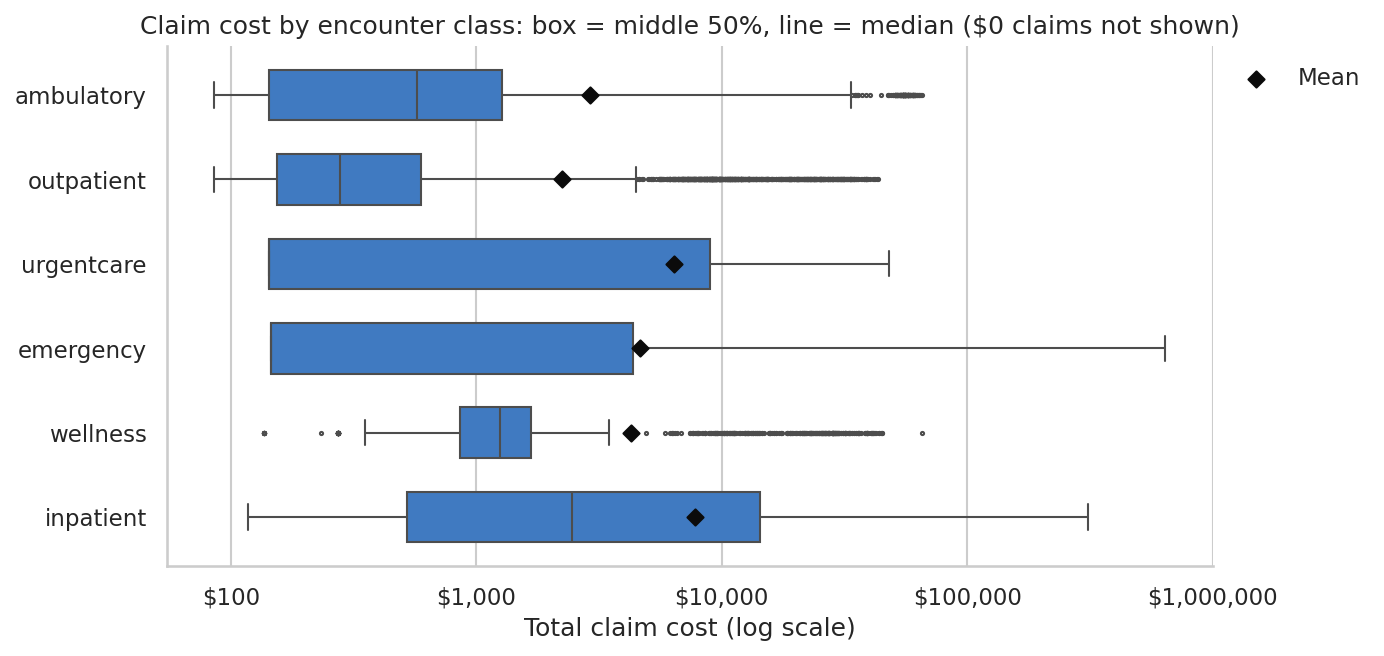 Claim cost by encounter class: box = middle 50%, line = median ($0 claims not shown)
Mean
ambulatory
outpatient
urgentcare
emergency
wellness
inpatient
$100
$1,000
$10,000
$100,000
$1,000,000
Total claim cost (log scale)